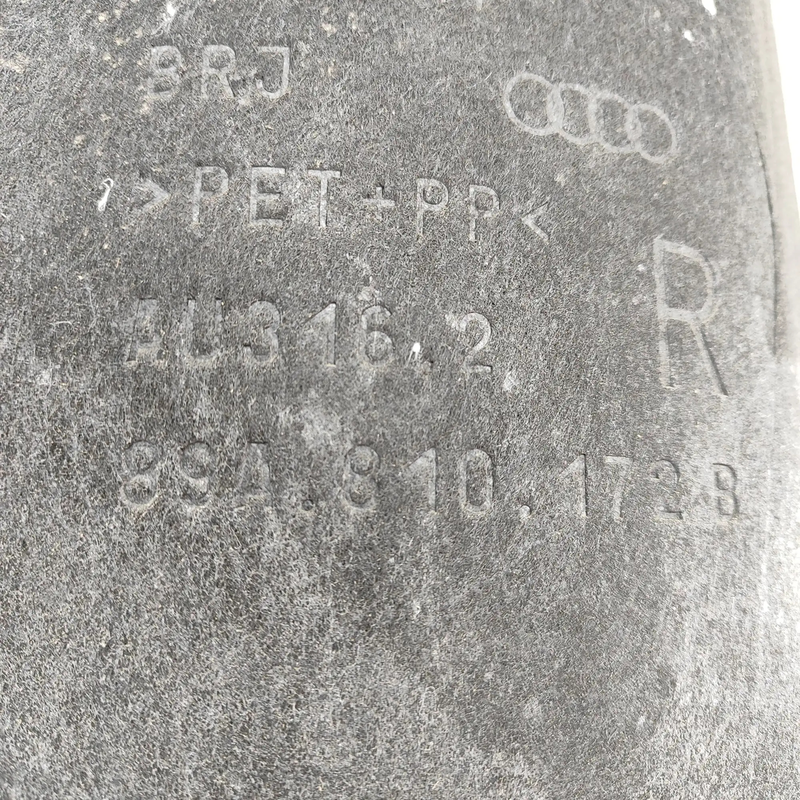 BRJ
>PET+PP<
R
AU316.2
89A.810.172 B